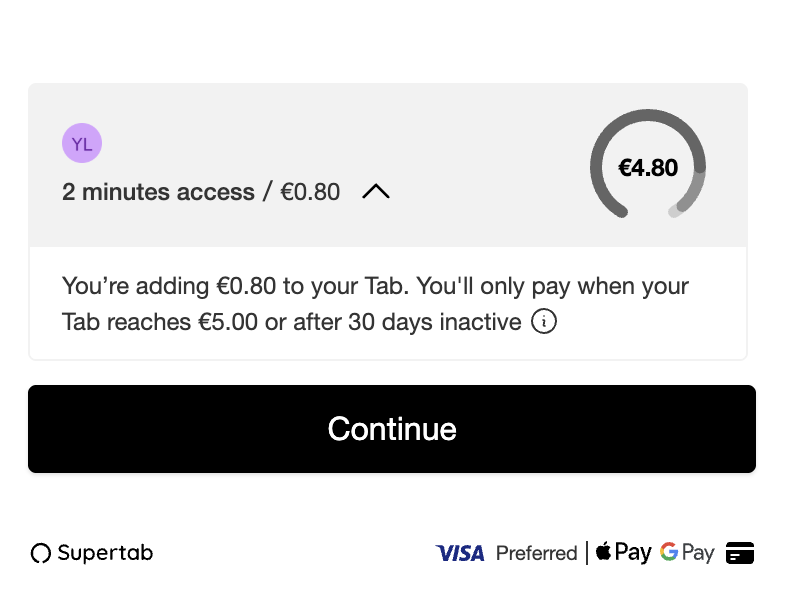 YL
2 minutes access / €0.80
€4.80
You’re adding €0.80 to your Tab. You'll only pay when your
Tab reaches €5.00 or after 30 days inactive
Continue
Supertab
VISA Preferred | Pay G Pay